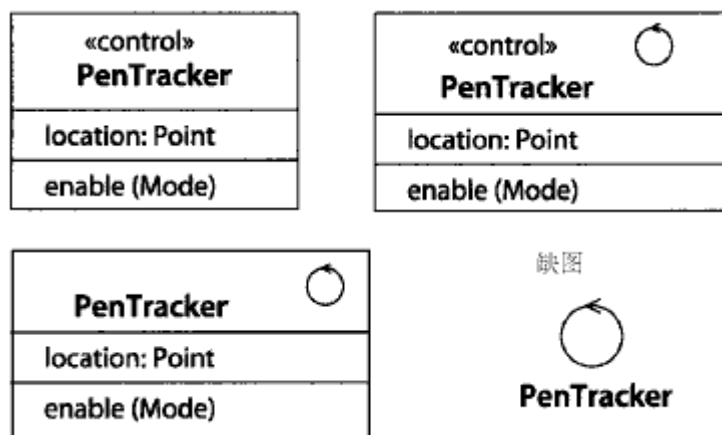 «control»
PenTracker
location: Point
enable (Mode)
«control»
PenTracker
location: Point
enable (Mode)
PenTracker
location: Point
enable (Mode)
缺图
PenTracker